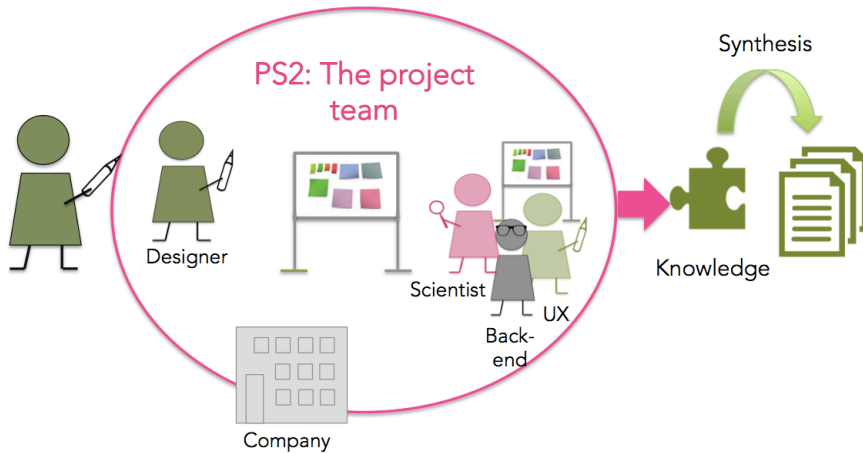 PS2: The project
team
Synthesis
Designer
Scientist
UX
Back-
end
Knowledge
Company